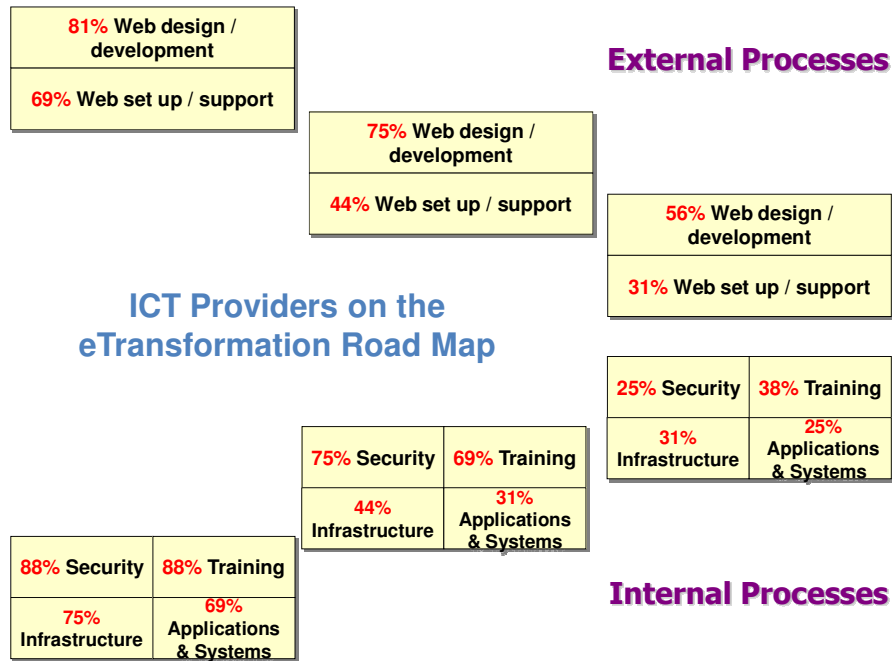 81% Web design /
development
69% Web set up / support
External Processes
75% Web design /
development
44% Web set up / support
56% Web design /
development
31% Web set up / support
ICT Providers on the
eTransformation Road Map
25% Security
38% Training
31%
Infrastructure
25%
Applications
& Systems
75% Security
69% Training
44%
Infrastructure
31%
Applications
& Systems
88% Security
88% Training
75%
Infrastructure
69%
Applications
& Systems
Internal Processes